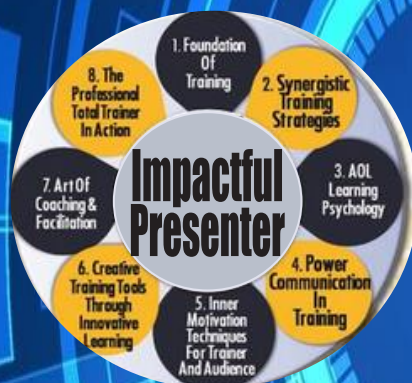 1. Foundation
Of
Training
2. Synergistic
Training
Strategies
3. AOL
Learning
Psychology
4. Power
Communication
In
Training
5. Inner
Motivation
Techniques
For Trainer
And Audience
6. Creative
Training Tools
Through
Innovative
Learning
7. Art Of
Coaching &
Facilitation
8. The
Professional
Total Trainer
In Action
Impactful
Presenter